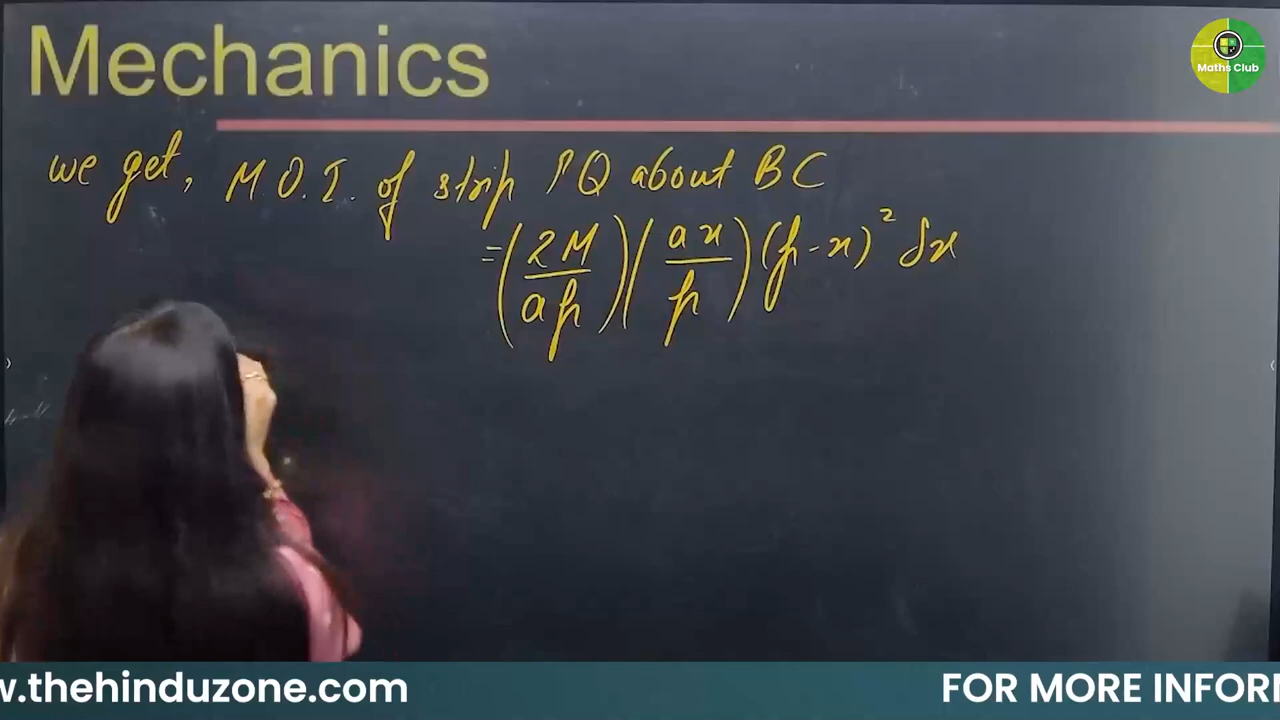 Mechanics
Maths Club
we get, M.O.I. of strip PQ about BC
= (2M/ap)(ax/p)(p-x)² δx
w.thehinduzone.com
FOR MORE INFOR